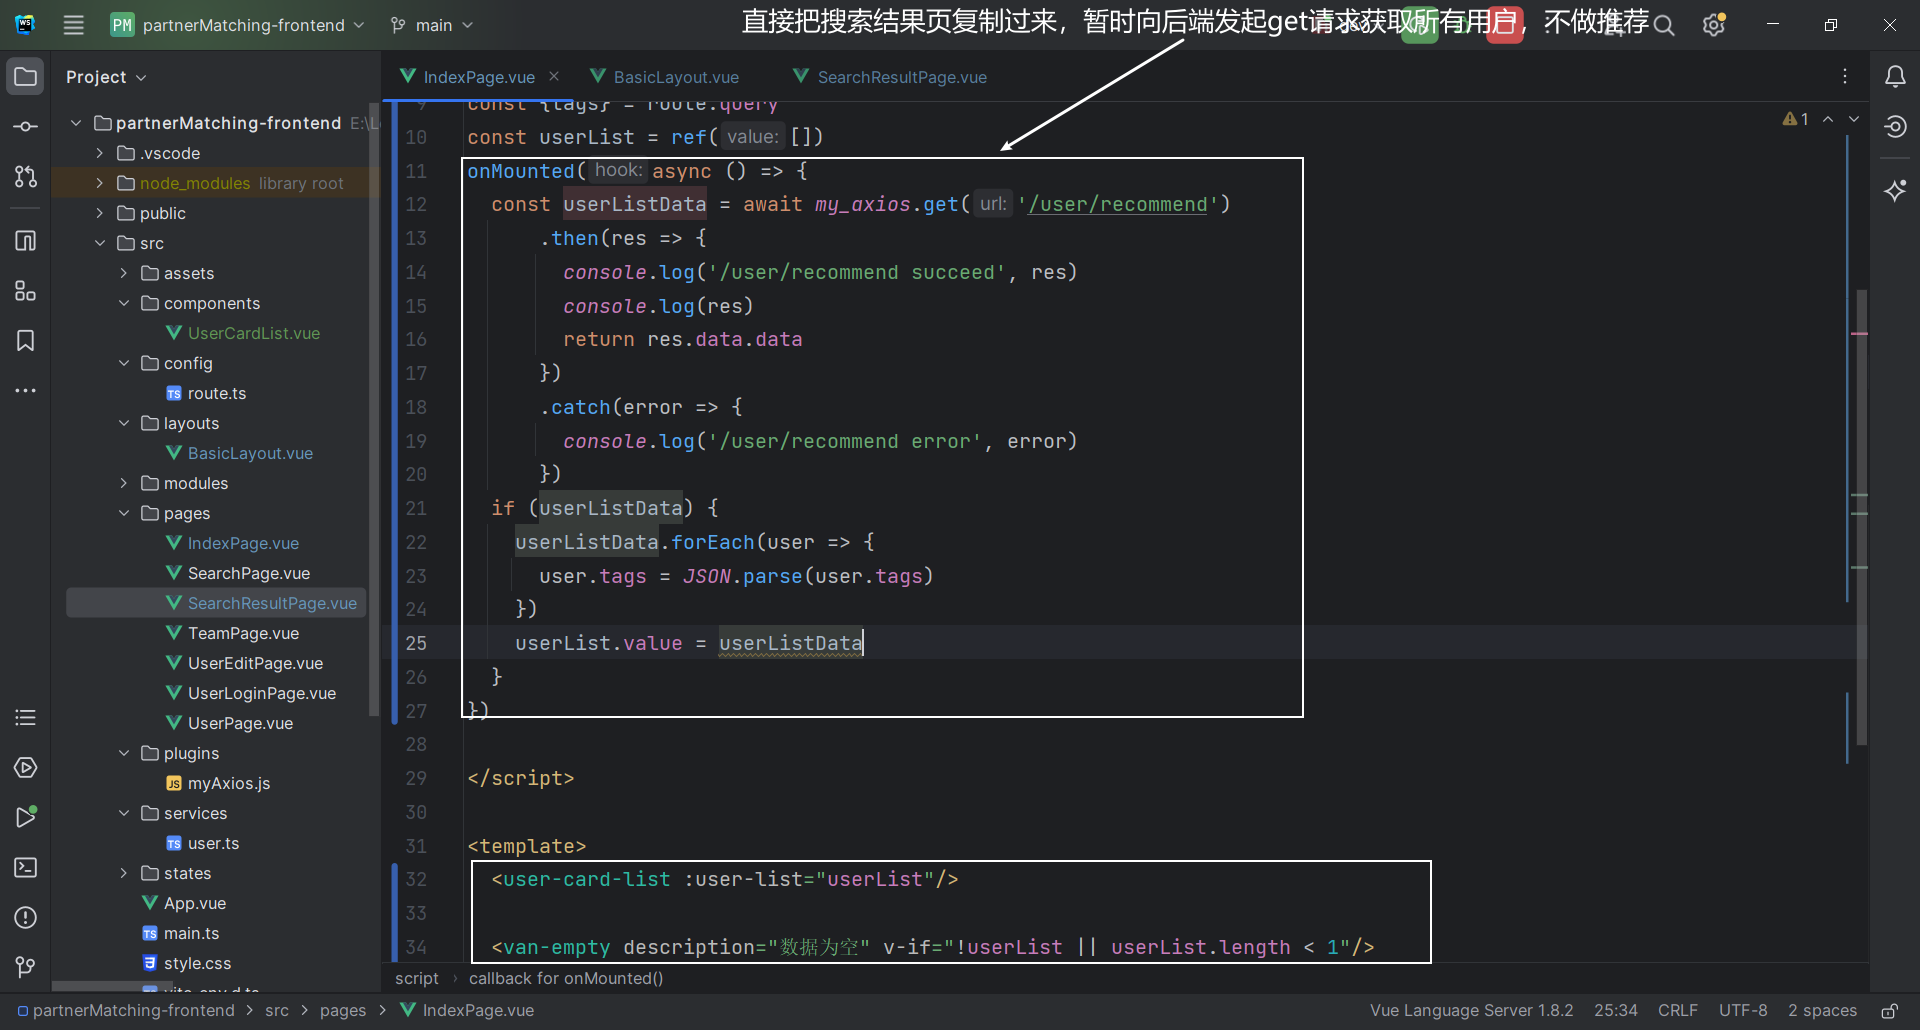 PM partnerMatching-frontend
main
直接把搜索结果页复制过来，暂时向后端发起get请求获取所有用户，不做推荐
Project
IndexPage.vue
BasicLayout.vue
SearchResultPage.vue
partnerMatching-frontend E:\L
.vscode
node_modules library root
public
src
assets
components
UserCardList.vue
config
route.ts
layouts
BasicLayout.vue
modules
pages
IndexPage.vue
SearchPage.vue
SearchResultPage.vue
TeamPage.vue
UserEditPage.vue
UserLoginPage.vue
UserPage.vue
plugins
myAxios.js
services
user.ts
states
App.vue
main.ts
style.css
vite-env.d.ts
1
9 const {tags} = route.query
10 const userList = ref( value: [])
11 onMounted( hook: async () => {
12 const userListData = await my_axios.get( url: '/user/recommend')
13 .then(res => {
14 console.log('/user/recommend succeed', res)
15 console.log(res)
16 return res.data.data
17 })
18 .catch(error => {
19 console.log('/user/recommend error', error)
20 })
21 if (userListData) {
22 userListData.forEach(user => {
23 user.tags = JSON.parse(user.tags)
24 })
25 userList.value = userListData
26 }
27 })
28
29 </script>
30
31 <template>
32 <user-card-list :user-list="userList"/>
33
34 <van-empty description="数据为空" v-if="!userList || userList.length < 1"/>
script › callback for onMounted()
partnerMatching-frontend > src > pages > IndexPage.vue
Vue Language Server 1.8.2 25:34 CRLF UTF-8 2 spaces